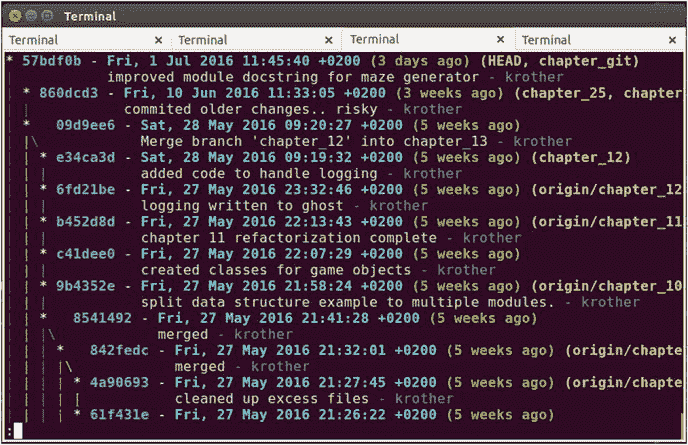 Terminal
Terminal × Terminal × Terminal × Terminal ×
* 57bdf0b - Fri, 1 Jul 2016 11:45:40 +0200 (3 days ago) (HEAD, chapter_git)
| improved module docstring for maze generator - krother
| * 860dcd3 - Fri, 10 Jun 2016 11:33:05 +0200 (3 weeks ago) (chapter_25, chapter
| | commited older changes.. risky - krother
| * 09d9ee6 - Sat, 28 May 2016 09:20:27 +0200 (5 weeks ago)
| |\ Merge branch 'chapter_12' into chapter_13 - krother
| | * e34ca3d - Sat, 28 May 2016 09:19:32 +0200 (5 weeks ago) (chapter_12)
| | | added code to handle logging - krother
| | * 6fd21be - Fri, 27 May 2016 23:32:46 +0200 (5 weeks ago) (origin/chapter_12
| | | logging written to ghost - krother
| | * b452d8d - Fri, 27 May 2016 22:13:43 +0200 (5 weeks ago) (origin/chapter_11
| | | chapter 11 refactorization complete - krother
| | * c41dee0 - Fri, 27 May 2016 22:07:29 +0200 (5 weeks ago)
| | | created classes for game objects - krother
| | * 9b4352e - Fri, 27 May 2016 21:58:24 +0200 (5 weeks ago) (origin/chapter_10
| | | split data structure example to multiple modules. - krother
| | * 8541492 - Fri, 27 May 2016 21:41:28 +0200 (5 weeks ago)
| | |\ merged - krother
| | | * 842fedc - Fri, 27 May 2016 21:32:01 +0200 (5 weeks ago) (origin/chapte
| | | |\ merged - krother
| | | | * 4a90693 - Fri, 27 May 2016 21:27:45 +0200 (5 weeks ago) (origin/chapte
| | | | | cleaned up excess files - krother
| | | | * 61f431e - Fri, 27 May 2016 21:26:22 +0200 (5 weeks ago)
: